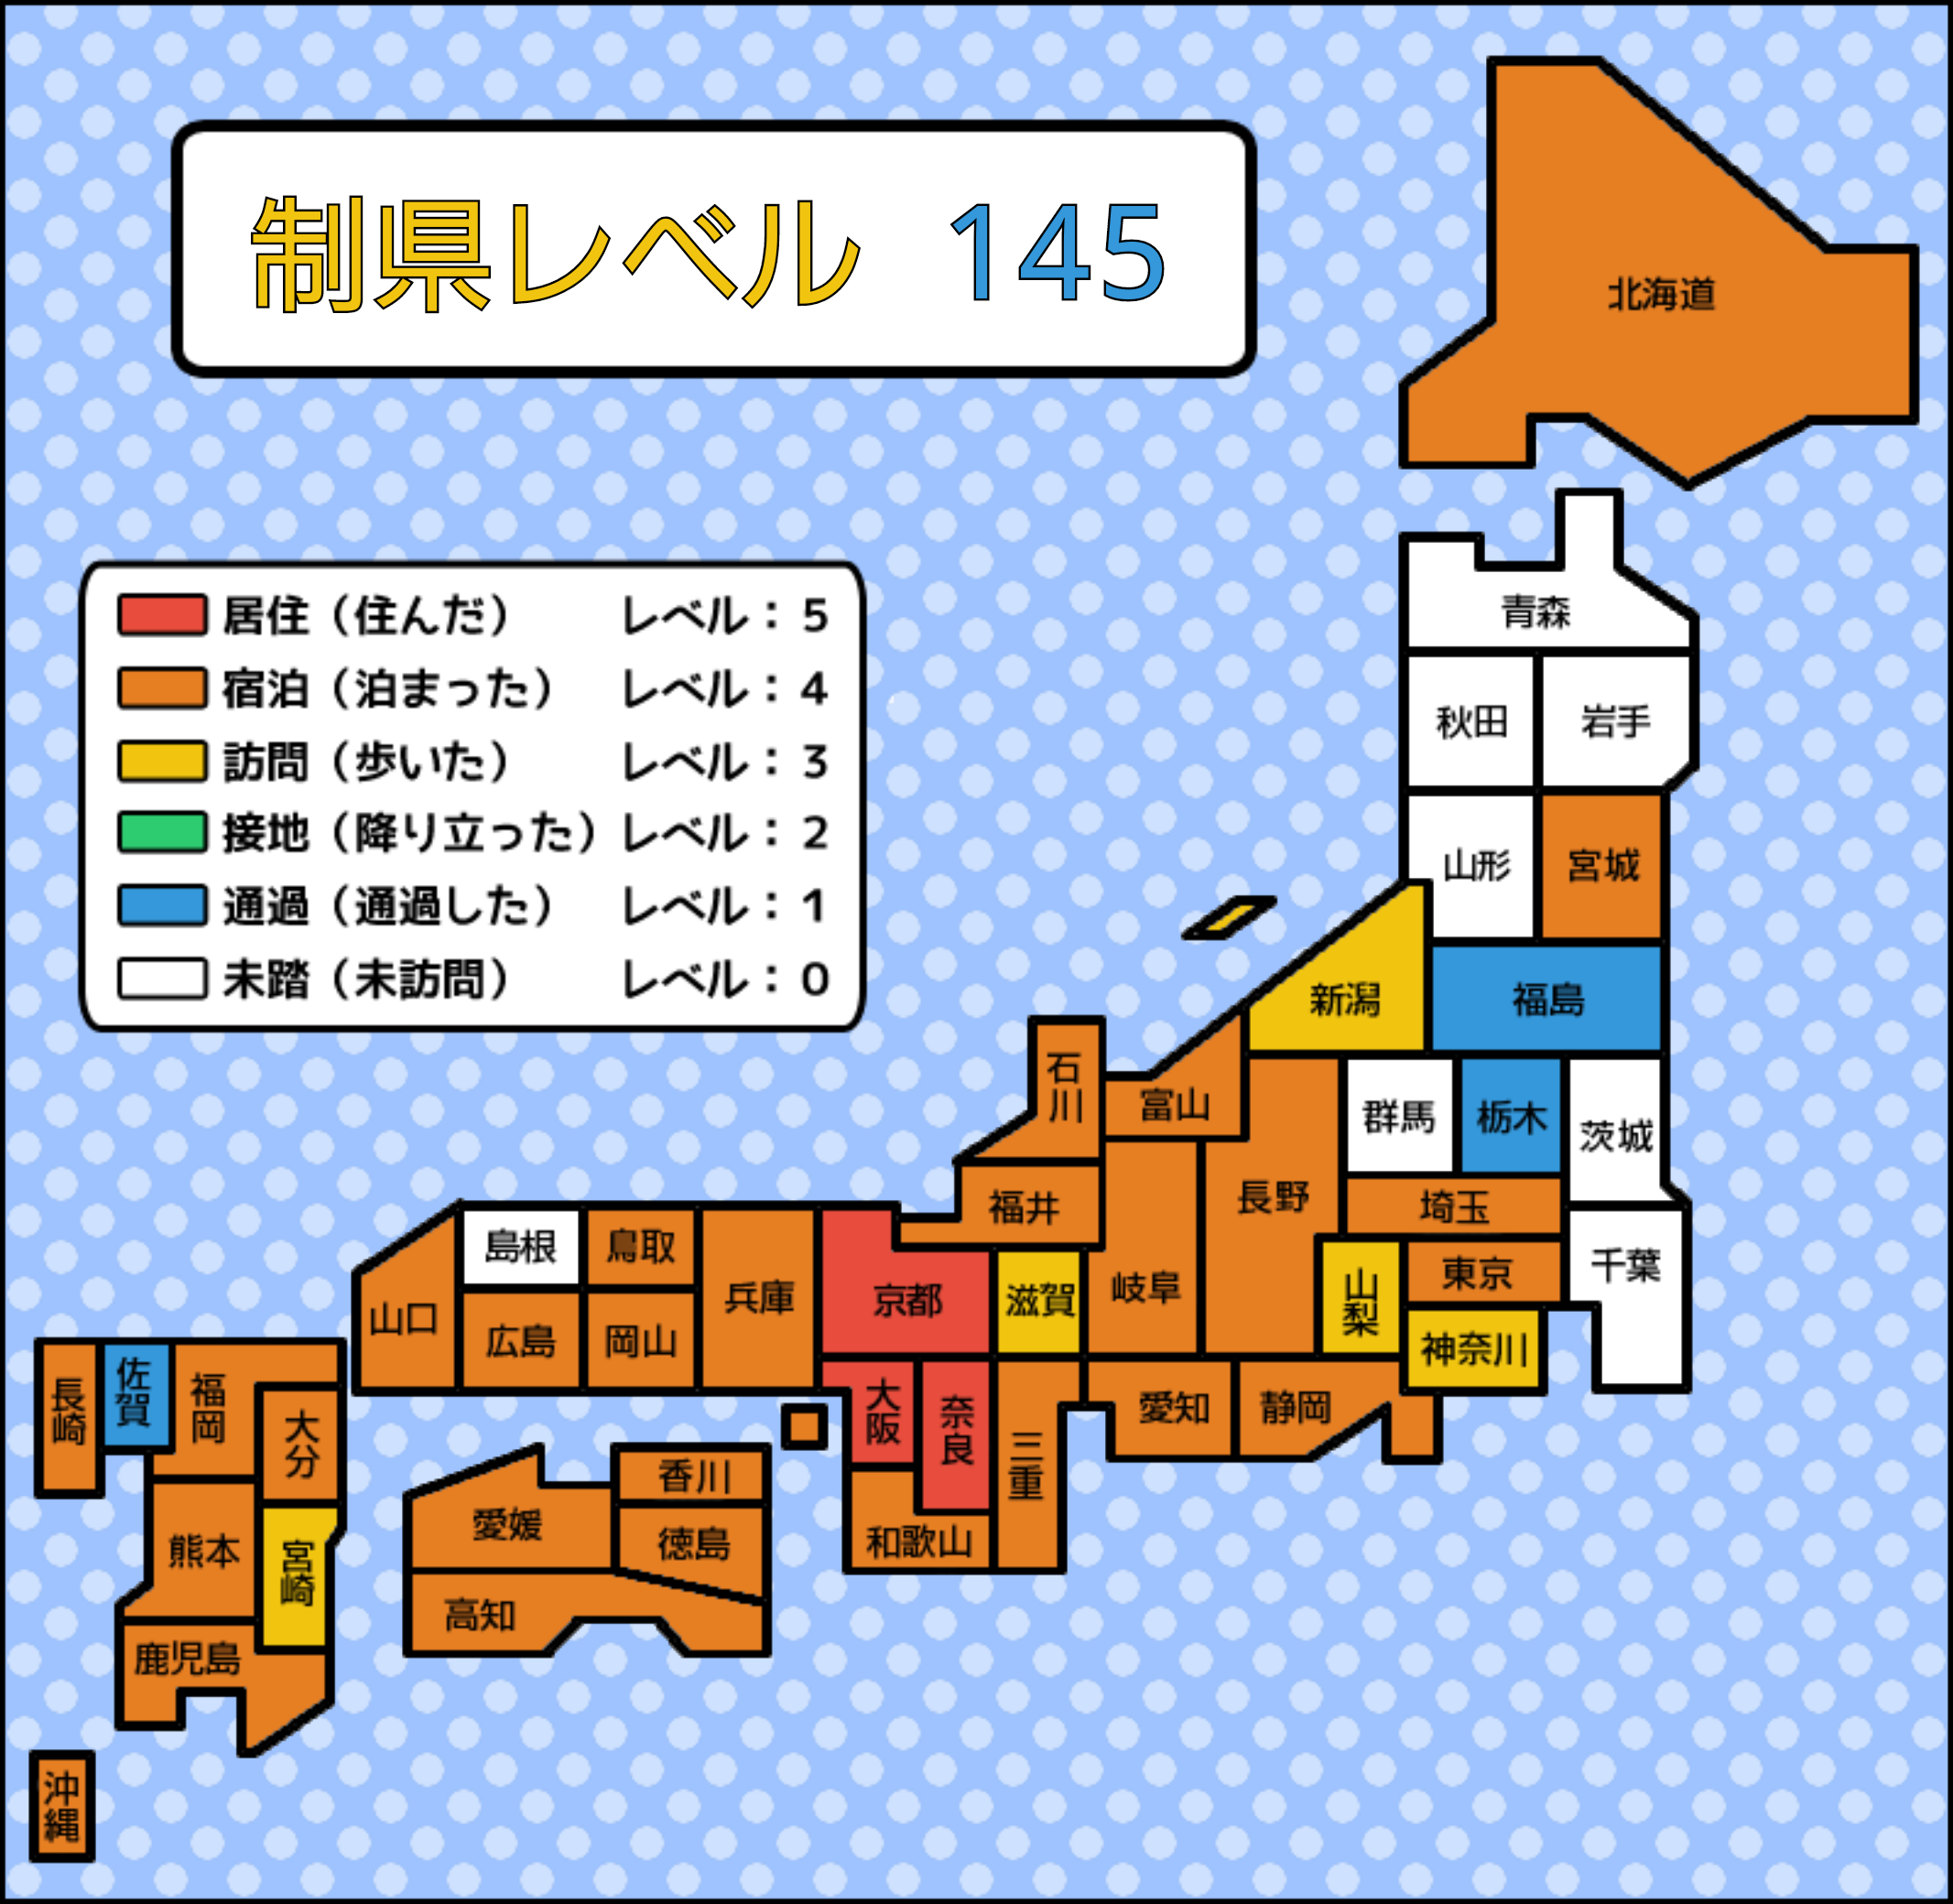 制県レベル 145
居住（住んだ） レベル：5
宿泊（泊まった） レベル：4
訪問（歩いた） レベル：3
接地（降り立った） レベル：2
通過（通過した） レベル：1
未踏（未訪問） レベル：0
北海道
青森
秋田
岩手
山形
宮城
新潟
福島
石川
富山
群馬
栃木
茨城
福井
長野
埼玉
島根
鳥取
兵庫
京都
滋賀
岐阜
山梨
東京
千葉
山口
広島
岡山
神奈川
長崎
佐賀
福岡
大分
大阪
奈良
三重
愛知
静岡
香川
愛媛
徳島
和歌山
熊本
宮崎
高知
鹿児島
沖縄